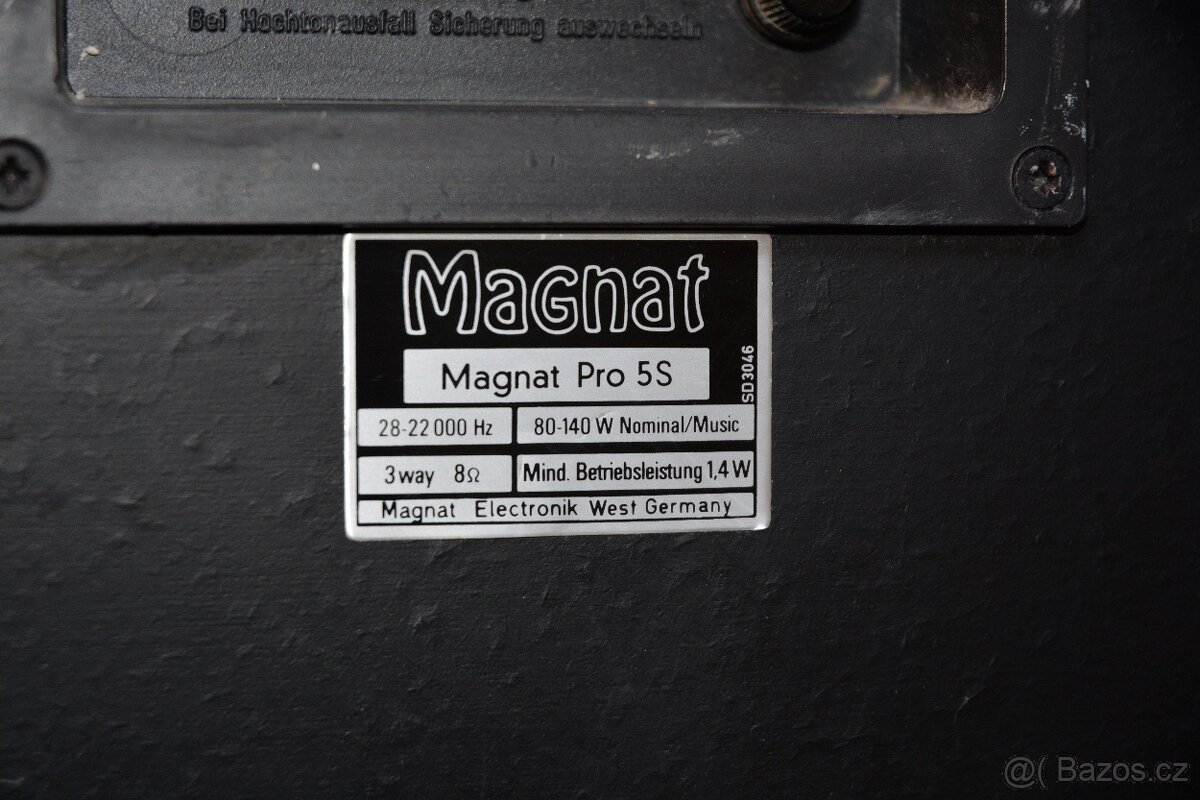 Bei Hochtonausfall Sicherung auswechseln
Magnat
Magnat Pro 5S
SD3046
28-22 000 Hz
80-140 W Nominal/Music
3way 8Ω
Mind. Betriebsleistung 1,4 W
Magnat Electronik West Germany
@( Bazos.cz